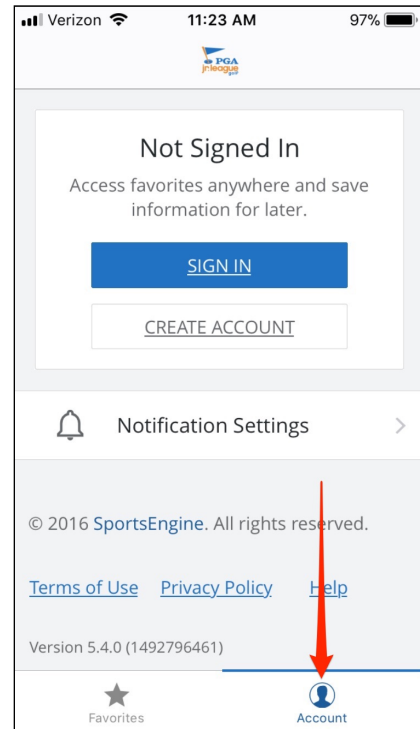 Verizon 11:23 AM 97%
PGA
jr.league
golf
Not Signed In
Access favorites anywhere and save
information for later.
SIGN IN
CREATE ACCOUNT
Notification Settings
© 2016 SportsEngine. All rights reserved.
Terms of Use Privacy Policy Help
Version 5.4.0 (1492796461)
Favorites Account